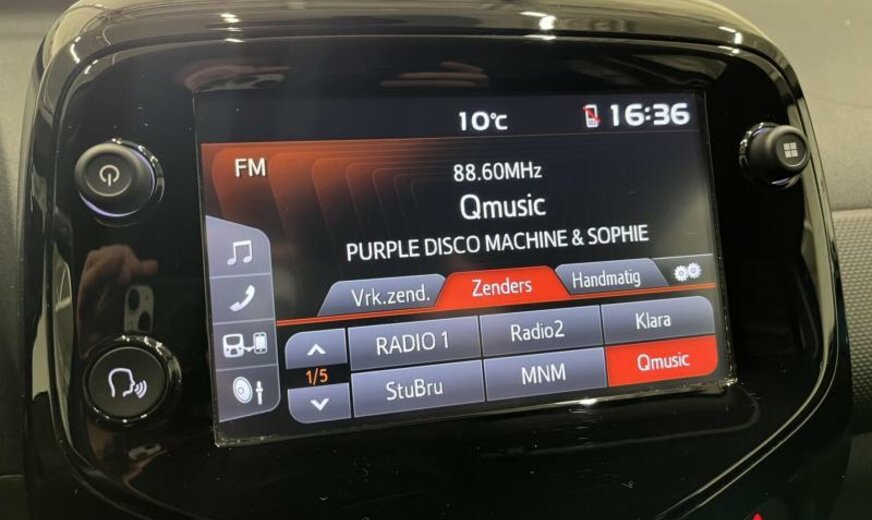 10°C 16:36
FM 88.60MHz
Qmusic
PURPLE DISCO MACHINE & SOPHIE
Vrk.zend. Zenders Handmatig
RADIO 1 Radio2 Klara
1/5
StuBru MNM Qmusic